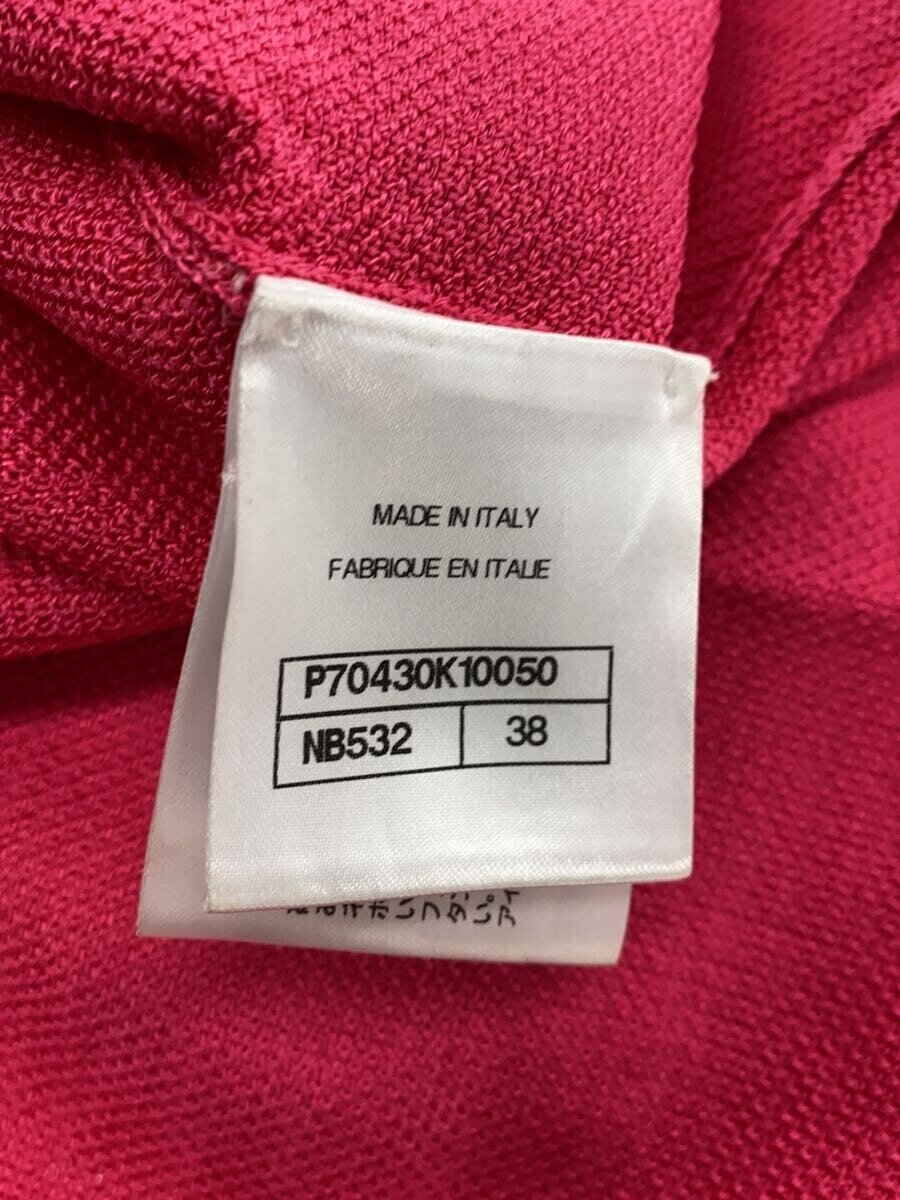 MADE IN ITALY
FABRIQUE EN ITALIE
P70430K10050
NB532 38